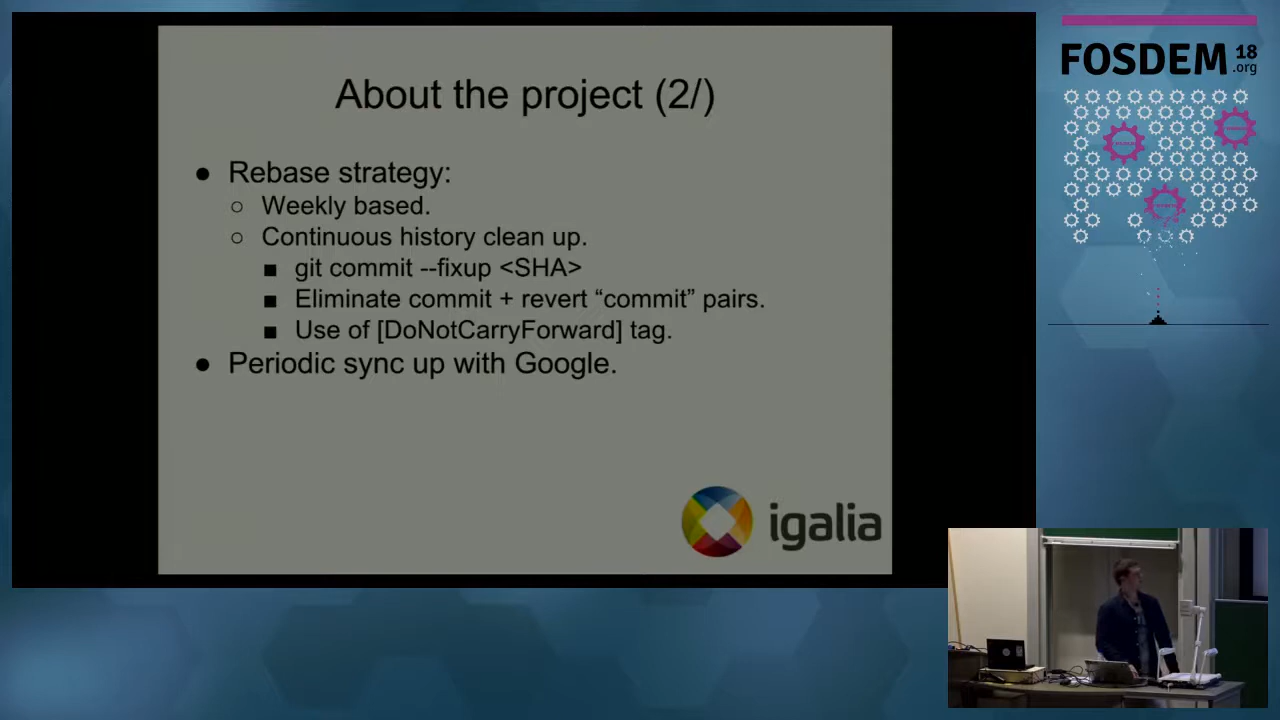 About the project (2/)
● Rebase strategy:
○ Weekly based.
○ Continuous history clean up.
■ git commit --fixup <SHA>
■ Eliminate commit + revert “commit” pairs.
■ Use of [DoNotCarryForward] tag.
● Periodic sync up with Google.
igalia
FOSDEM 18
.org